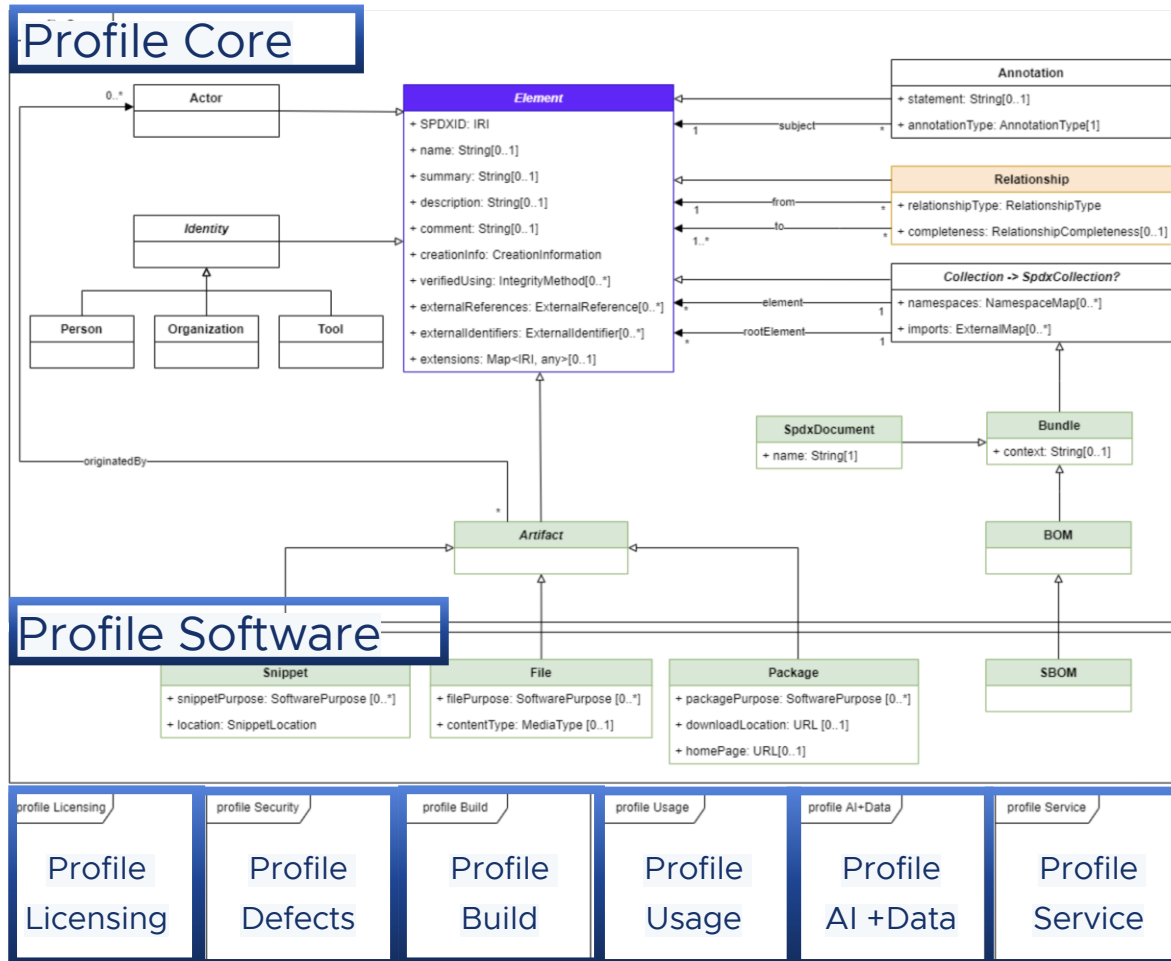 Profile Core
Actor
0..*
Element
+ SPDXID: IRI
+ name: String[0..1]
+ summary: String[0..1]
+ description: String[0..1]
+ comment: String[0..1]
+ creationInfo: CreationInformation
+ verifiedUsing: IntegrityMethod[0..*]
+ externalReferences: ExternalReference[0..*]
+ externalIdentifiers: ExternalIdentifier[0..*]
+ extensions: Map<IRI, any>[0..1]
Annotation
+ statement: String[0..1]
+ annotationType: AnnotationType[1]
1
subject
*
Relationship
+ relationshipType: RelationshipType
+ completeness: RelationshipCompleteness[0..1]
1
from
*
1..*
to
*
Identity
Person
Organization
Tool
Collection -> SpdxCollection?
+ namespaces: NamespaceMap[0..*]
+ imports: ExternalMap[0..*]
*
element
1
*
rootElement
1
SpdxDocument
+ name: String[1]
Bundle
+ context: String[0..1]
originatedBy
*
Artifact
BOM
Profile Software
Snippet
+ snippetPurpose: SoftwarePurpose [0..*]
+ location: SnippetLocation
File
+ filePurpose: SoftwarePurpose [0..*]
+ contentType: MediaType [0..1]
Package
+ packagePurpose: SoftwarePurpose [0..*]
+ downloadLocation: URL [0..1]
+ homePage: URL[0..1]
SBOM
profile Licensing
Profile
Licensing
profile Security
Profile
Defects
profile Build
Profile
Build
profile Usage
Profile
Usage
profile AI+Data
Profile
AI +Data
profile Service
Profile
Service